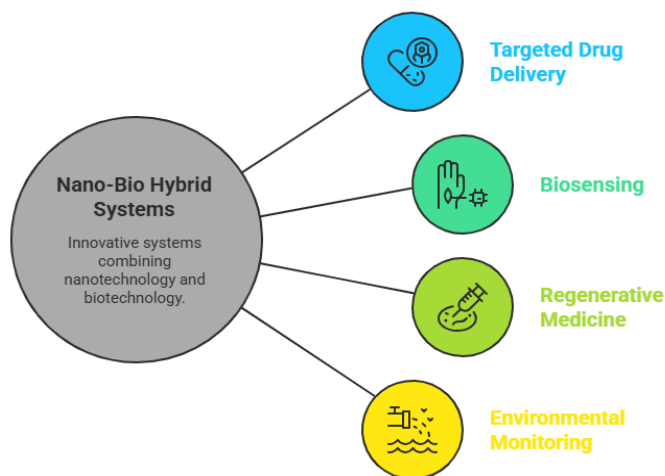 Targeted Drug
Delivery
Nano-Bio Hybrid
Systems
Innovative systems
combining
nanotechnology and
biotechnology.
Biosensing
Regenerative
Medicine
Environmental
Monitoring